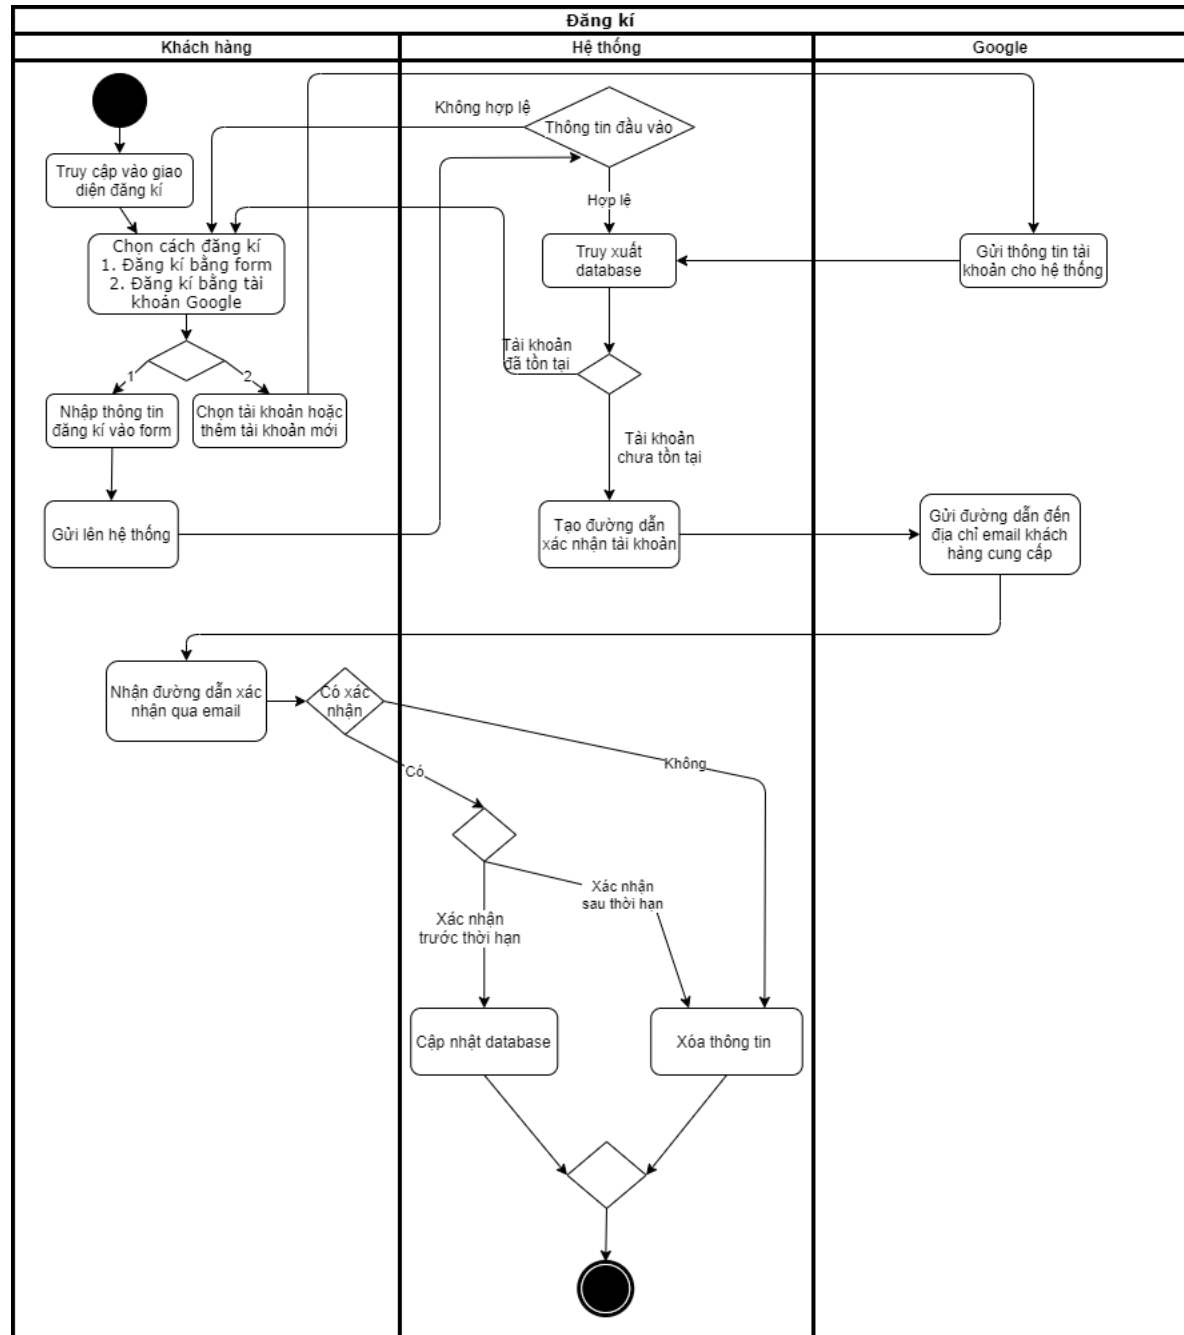 Đăng kí
Khách hàng
Hệ thống
Google
Không hợp lệ
Thông tin đầu vào
Truy cập vào giao
diện đăng kí
Hợp lệ
Chọn cách đăng kí
1. Đăng kí bằng form
2. Đăng kí bằng tài
khoản Google
Truy xuất
database
Gửi thông tin tài
khoản cho hệ thống
Tài khoản
đã tồn tại
1
2
Nhập thông tin
đăng kí vào form
Chọn tài khoản hoặc
thêm tài khoản mới
Tài khoản
chưa tồn tại
Gửi lên hệ thống
Tạo đường dẫn
xác nhận tài khoản
Gửi đường dẫn đến
địa chỉ email khách
hàng cung cấp
Nhận đường dẫn xác
nhận qua email
Có xác
nhận
Có
Không
Xác nhận
sau thời hạn
Xác nhận
trước thời hạn
Cập nhật database
Xóa thông tin